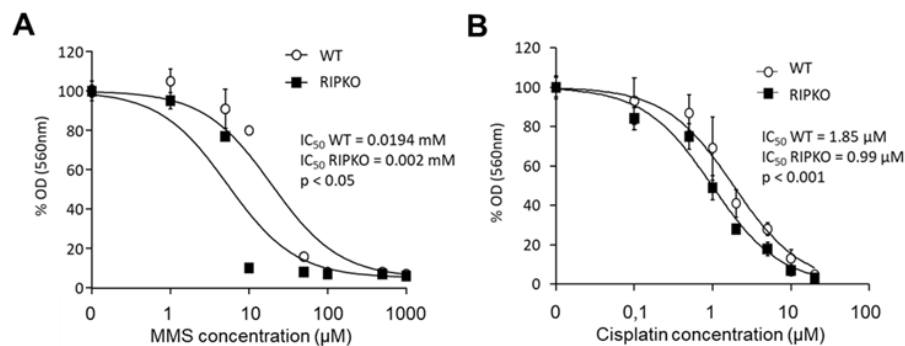 A
120
100
80
60
40
20
0
% OD (560nm)
WT
RIPKO
IC₅₀ WT = 0.0194 mM
IC₅₀ RIPKO = 0.002 mM
p < 0.05
0 1 10 100 1000
MMS concentration (µM)
B
120
100
80
60
40
20
0
% OD (560nm)
WT
RIPKO
IC₅₀ WT = 1.85 µM
IC₅₀ RIPKO = 0.99 µM
p < 0.001
0 0,1 1 10 100
Cisplatin concentration (µM)